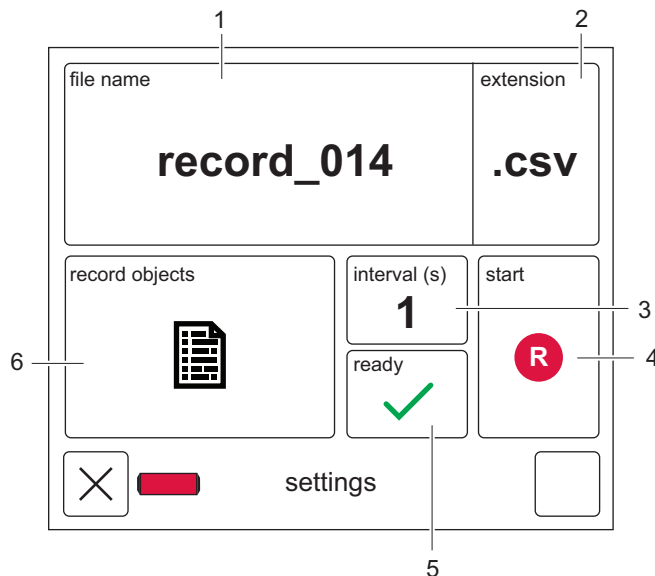 1
2
file name
extension
record_014
.csv
record objects
interval (s)
start
1
3
R
4
6
ready
settings
5